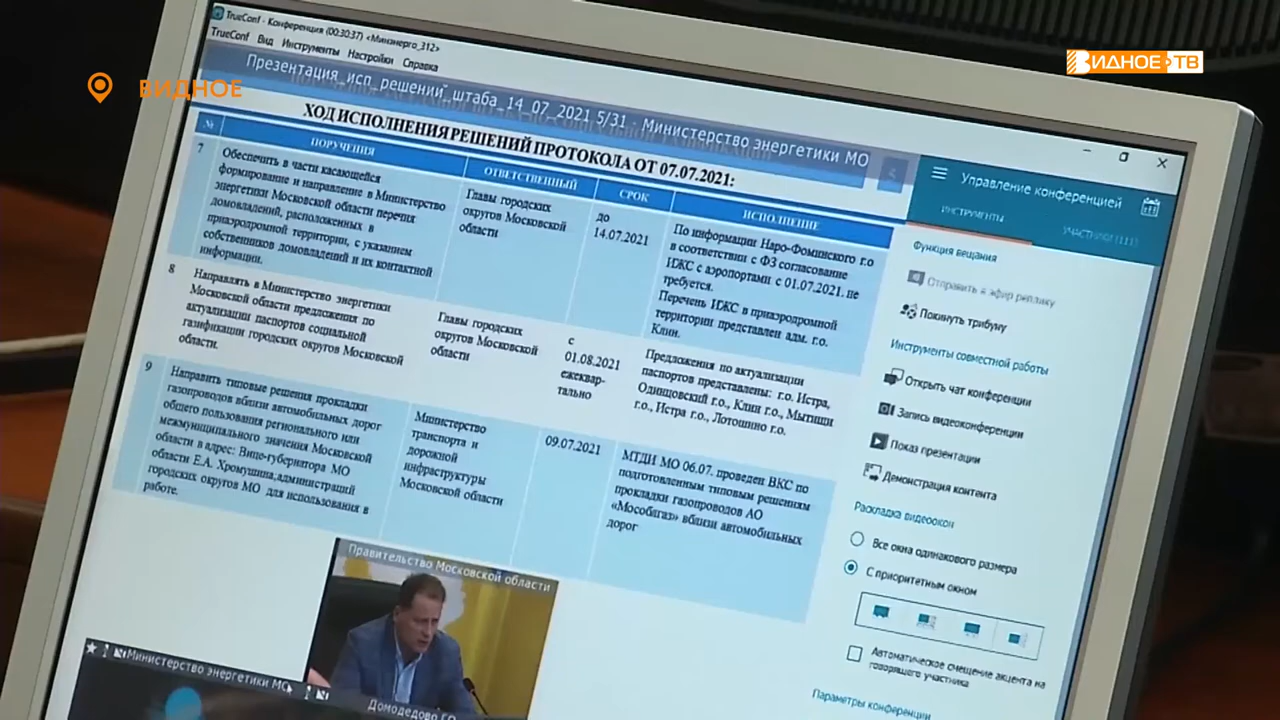 TrueConf - Конференция (00:30:37) <Минэнерго_312>
TrueConf Вид Инструменты Настройки Справка
Презентация_исп_решении_штаба_14_07_2021 5/31 - Министерство энергетики МО
ВИДНОЕ
ВИДНОЕ ТВ
ХОД ИСПОЛНЕНИЯ РЕШЕНИЙ ПРОТОКОЛА ОТ 07.07.2021:
№ ПОРУЧЕНИЯ ОТВЕТСТВЕННЫЙ СРОК ИСПОЛНЕНИЕ
7
Обеспечить в части касающейся
формирование и направление в Министерство
энергетики Московской области перечня
домовладений, расположенных в
приаэродромной территории, с указанием
собственников домовладений и их контактной
информации.
Главы городских
округов Московской
области
до
14.07.2021
По информации Наро-Фоминского г.о
в соответствии с ФЗ согласование
ИЖС с аэропортами с 01.07.2021. не
требуется.
Перечень ИЖС в приаэродромной
территории представлен адм. г.о.
Клин.
8
Направлять в Министерство энергетики
Московской области предложения по
актуализации паспортов социальной
газификации городских округов Московской
области.
Главы городских
округов Московской
области
с
01.08.2021
ежеквар-
тально
Предложения по актуализации
паспортов представлены: г.о. Истра,
Одинцовский г.о., Клин г.о., Мытищи
г.о., Истра г.о., Лотошино г.о.
9
Направить типовые решения прокладки
газопроводов вблизи автомобильных дорог
общего пользования регионального или
межмуниципального значения Московской
области в адрес: Вице-губернатора МО
области Е.А. Хромушина,администраций
городских округов МО для использования в
работе.
Министерство
транспорта и
дорожной
инфраструктуры
Московской области
09.07.2021
МТДИ МО 06.07. проведен ВКС по
подготовленным типовым решениям
прокладки газопроводов АО
«Мособлгаз» вблизи автомобильных
дорог
Управление конференцией
ИНСТРУМЕНТЫ УЧАСТНИКИ (111)
Функция вещания
Отправить в эфир реплику
Покинуть трибуну
Инструменты совместной работы
Открыть чат конференции
Запись видеоконференции
Показ презентации
Демонстрация контента
Раскладка видеоокон
Все окна одинакового размера
С приоритетным окном
Автоматическое смещение акцента на
говорящего участника
Параметры конференции
Правительство Московской области
Министерство энергетики МО
Домодедово ГО